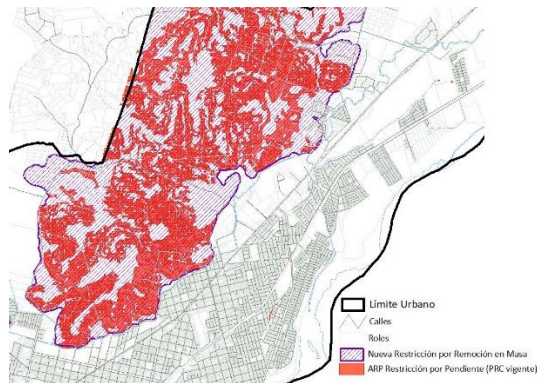 Límite Urbano
Calles
Roles
Nueva Restricción por Remoción en Masa
ARP Restricción por Pendiente (PRC vigente)